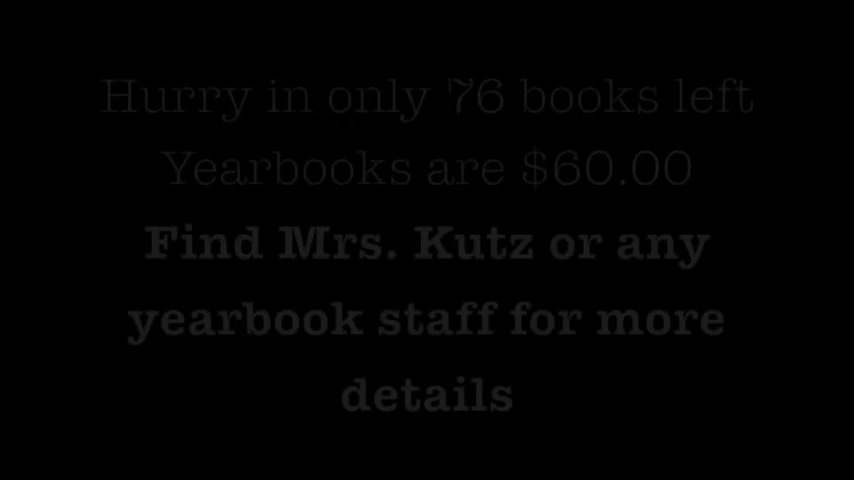 Hurry in only 76 books left
Yearbooks are $60.00
Find Mrs. Kutz or any
yearbook staff for more
details